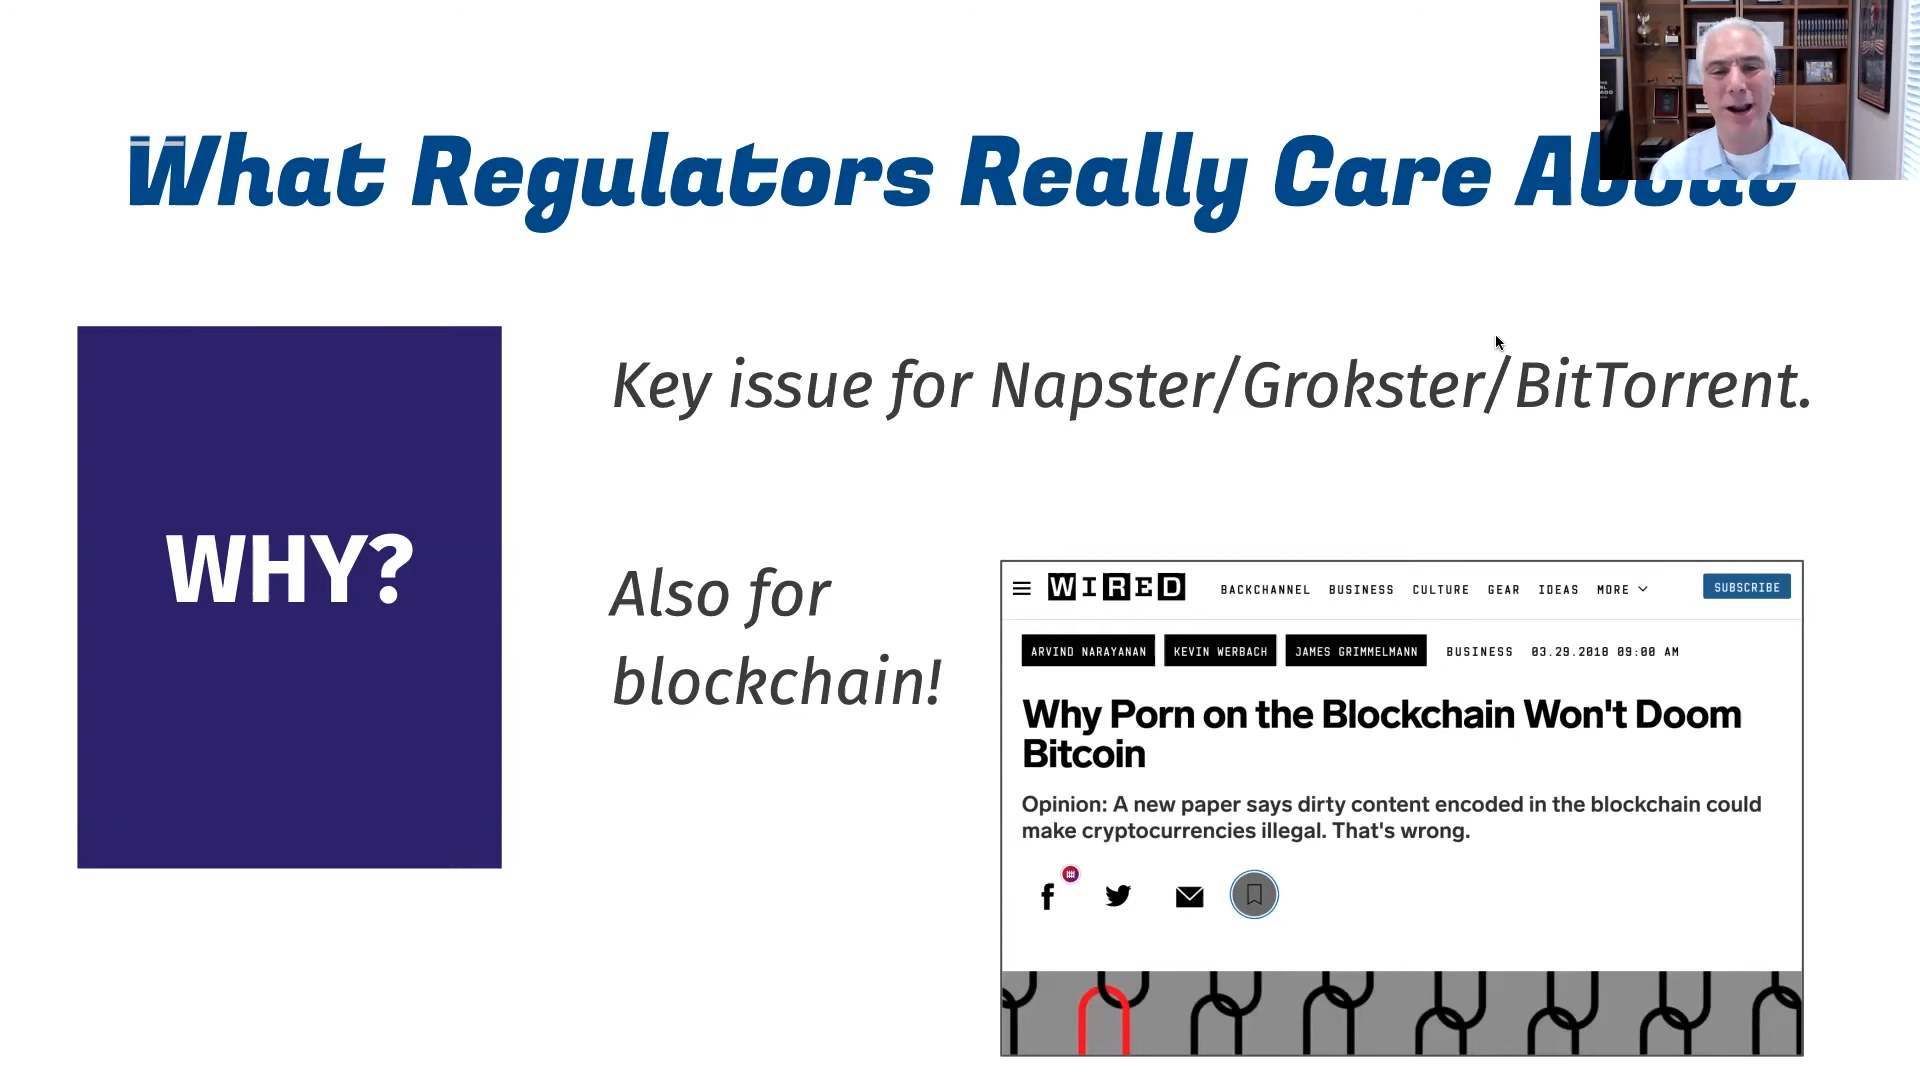 What Regulators Really Care About
WHY?
Key issue for Napster/Grokster/BitTorrent.
Also for
blockchain!
WIRED
BACKCHANNEL BUSINESS CULTURE GEAR IDEAS MORE
SUBSCRIBE
ARVIND NARAYANAN KEVIN WERBACH JAMES GRIMMELMANN BUSINESS 03.29.2018 09:00 AM
Why Porn on the Blockchain Won't Doom
Bitcoin
Opinion: A new paper says dirty content encoded in the blockchain could
make cryptocurrencies illegal. That's wrong.